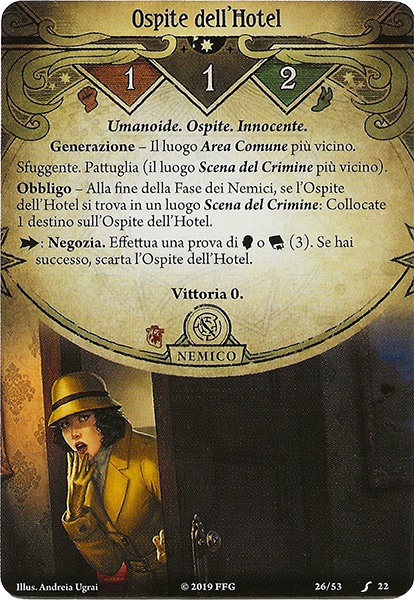 Ospite dell'Hotel
1 1 2
Umanoide. Ospite. Innocente.
Generazione – Il luogo Area Comune più vicino.
Sfuggente. Pattuglia (il luogo Scena del Crimine più vicino).
Obbligo – Alla fine della Fase dei Nemici, se l'Ospite
dell'Hotel si trova in un luogo Scena del Crimine: Collocate
1 destino sull'Ospite dell'Hotel.
: Negozia. Effettua una prova di o (3). Se hai
successo, scarta l'Ospite dell'Hotel.
Vittoria 0.
NEMICO
Illus. Andreia Ugrai © 2019 FFG 26/53 22